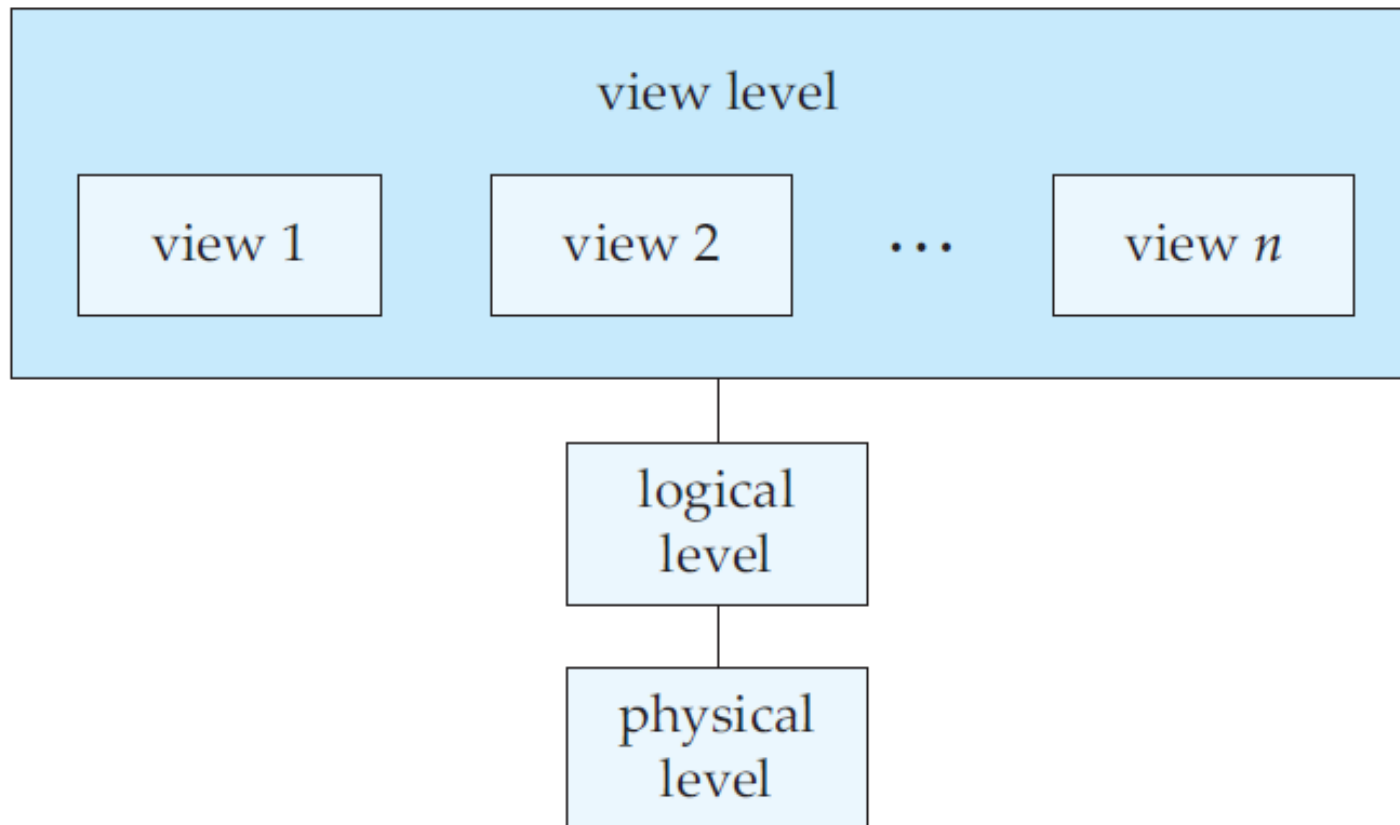 view level
view 1
view 2
...
view n
logical
level
physical
level